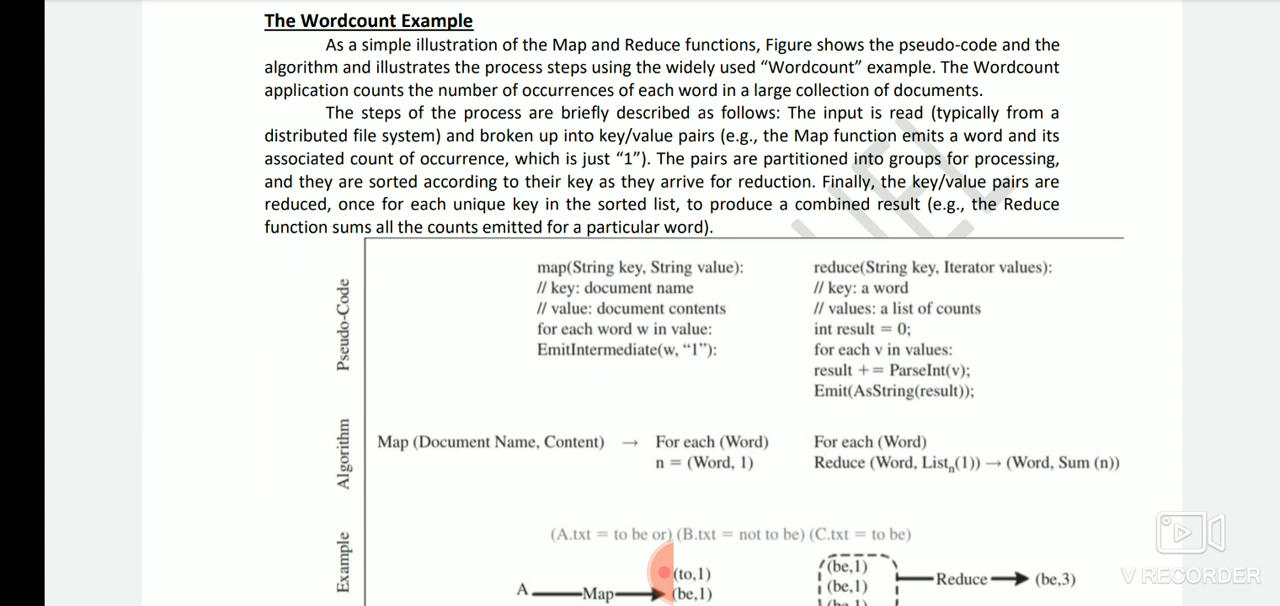 The Wordcount Example
As a simple illustration of the Map and Reduce functions, Figure shows the pseudo-code and the
algorithm and illustrates the process steps using the widely used “Wordcount” example. The Wordcount
application counts the number of occurrences of each word in a large collection of documents.
The steps of the process are briefly described as follows: The input is read (typically from a
distributed file system) and broken up into key/value pairs (e.g., the Map function emits a word and its
associated count of occurrence, which is just “1”). The pairs are partitioned into groups for processing,
and they are sorted according to their key as they arrive for reduction. Finally, the key/value pairs are
reduced, once for each unique key in the sorted list, to produce a combined result (e.g., the Reduce
function sums all the counts emitted for a particular word).
Pseudo-Code
map(String key, String value):
// key: document name
// value: document contents
for each word w in value:
EmitIntermediate(w, “1”):
reduce(String key, Iterator values):
// key: a word
// values: a list of counts
int result = 0;
for each v in values:
result += ParseInt(v);
Emit(AsString(result));
Algorithm
Map (Document Name, Content) → For each (Word)
n = (Word, 1)
For each (Word)
Reduce (Word, Listn(1)) → (Word, Sum (n))
Example
(A.txt = to be or) (B.txt = not to be) (C.txt = to be)
A Map
(to,1)
(be,1)
(be,1)
(be,1)
(be,1)
Reduce (be,3)
V RECORDER